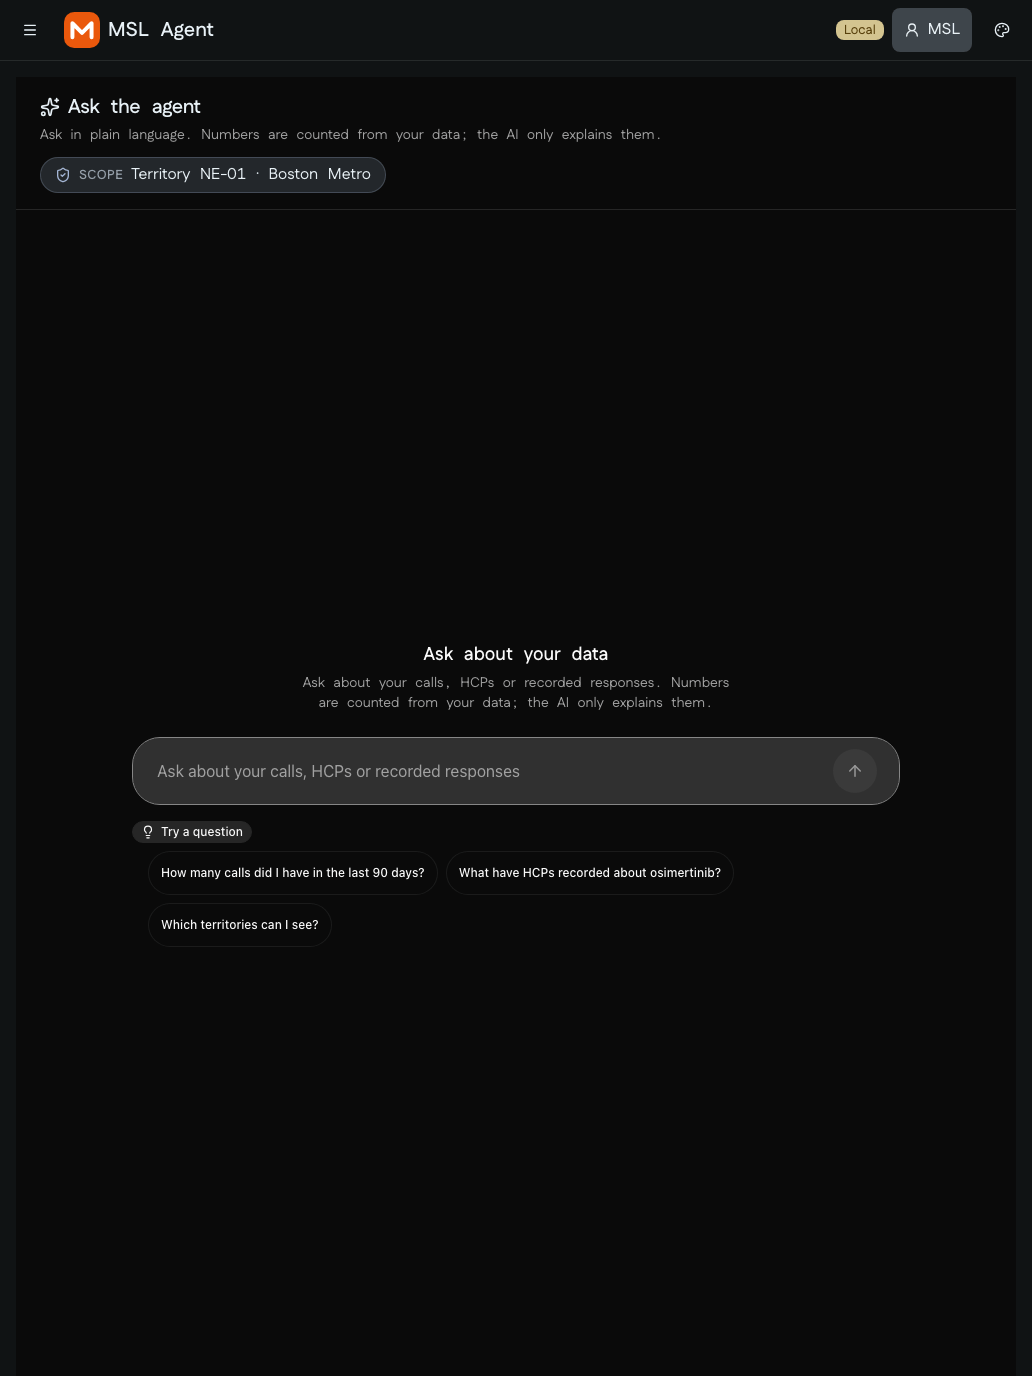 MSL Agent
Local
MSL
Ask the agent
Ask in plain language. Numbers are counted from your data; the AI only explains them.
SCOPE Territory NE-01 · Boston Metro
Ask about your data
Ask about your calls, HCPs or recorded responses. Numbers
are counted from your data; the AI only explains them.
Ask about your calls, HCPs or recorded responses
Try a question
How many calls did I have in the last 90 days?
What have HCPs recorded about osimertinib?
Which territories can I see?